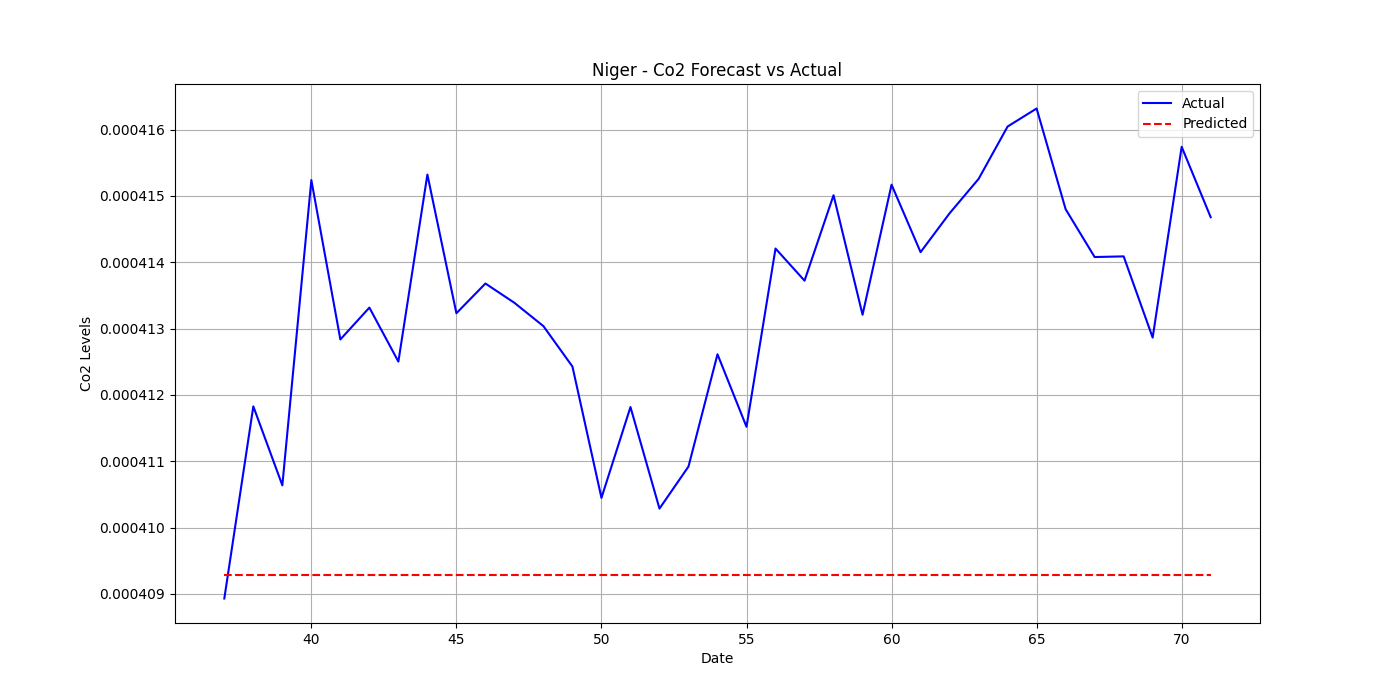 Niger - Co2 Forecast vs Actual
Actual
Predicted
0.000416
0.000415
0.000414
0.000413
0.000412
0.000411
0.000410
0.000409
Co2 Levels
40 45 50 55 60 65 70
Date